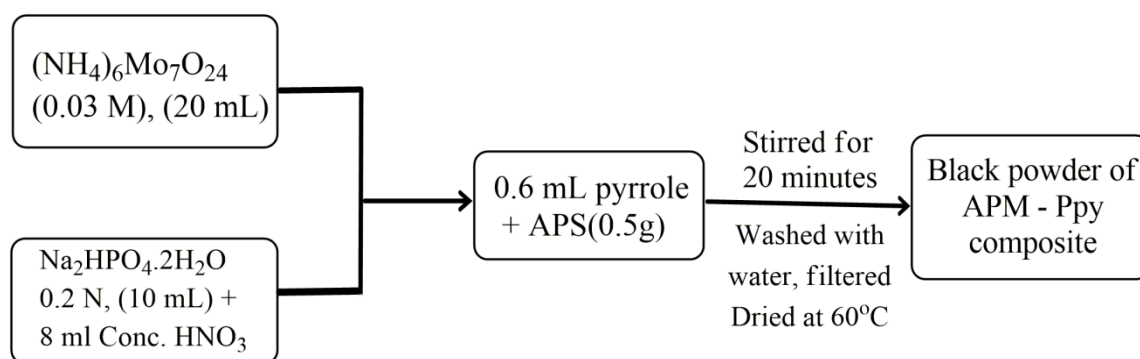 (NH₄)₆Mo₇O₂₄
(0.03 M), (20 mL)
Na₂HPO₄.2H₂O
0.2 N, (10 mL) +
8 ml Conc. HNO₃
0.6 mL pyrrole
+ APS(0.5g)
Stirred for
20 minutes
Washed with
water, filtered
Dried at 60°C
Black powder of
APM - Ppy
composite